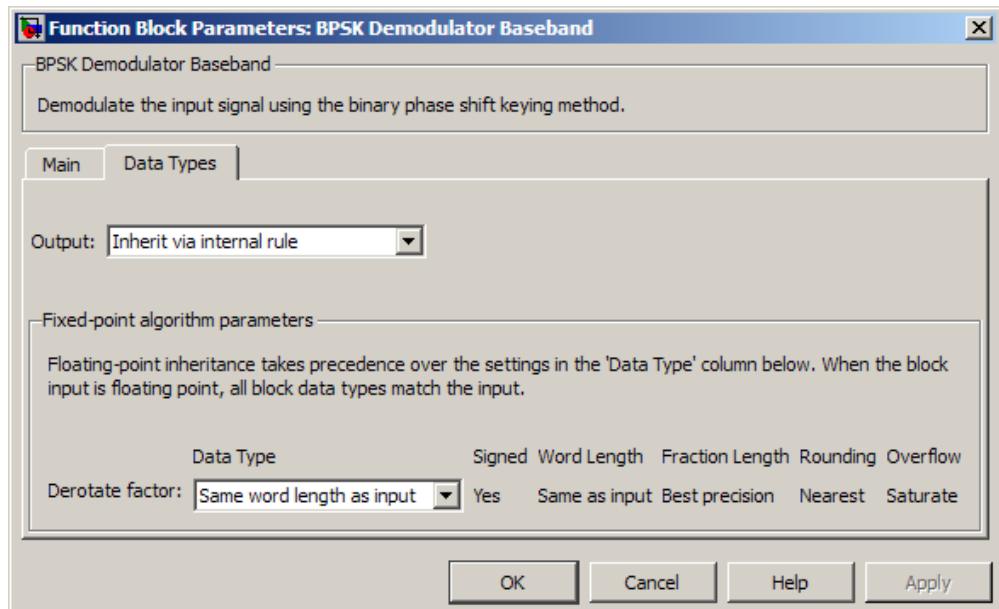 Function Block Parameters: BPSK Demodulator Baseband
BPSK Demodulator Baseband
Demodulate the input signal using the binary phase shift keying method.
Main Data Types
Output: Inherit via internal rule
Fixed-point algorithm parameters
Floating-point inheritance takes precedence over the settings in the 'Data Type' column below. When the block
input is floating point, all block data types match the input.
Data Type Signed Word Length Fraction Length Rounding Overflow
Derotate factor: Same word length as input Yes Same as input Best precision Nearest Saturate
OK Cancel Help Apply